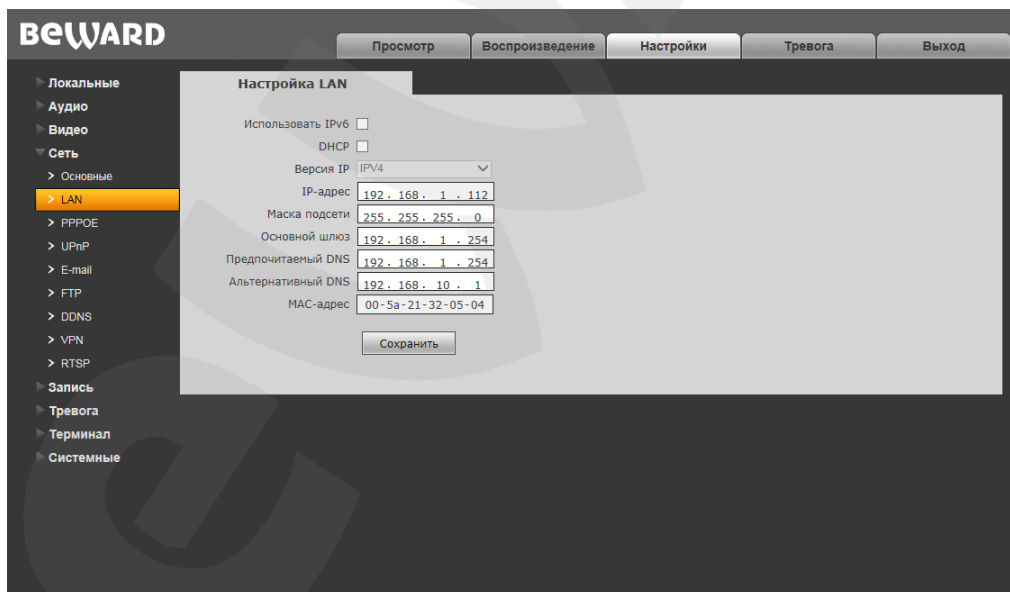 BEWARD
Просмотр
Воспроизведение
Настройки
Тревога
Выход
Локальные
Аудио
Видео
Сеть
> Основные
> LAN
> PPPOE
> UPnP
> E-mail
> FTP
> DDNS
> VPN
> RTSP
Запись
Тревога
Терминал
Системные
Настройка LAN
Использовать IPv6
DHCP
Версия IP IPV4
IP-адрес 192. 168. 1 . 112
Маска подсети 255. 255. 255. 0
Основной шлюз 192. 168. 1 . 254
Предпочитаемый DNS 192. 168. 1 . 254
Альтернативный DNS 192. 168. 10 . 1
MAC-адрес 00-5a-21-32-05-04
Сохранить